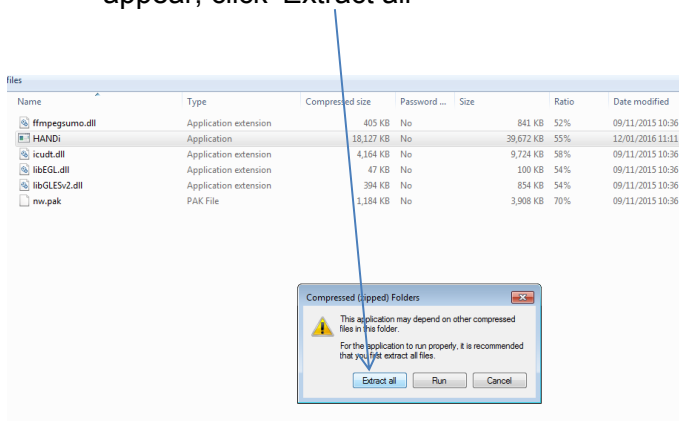 appear, click 'Extract all'
files
Name Type Compressed size Password ... Size Ratio Date modified
ffmpegsumo.dll Application extension 405 KB No 841 KB 52% 09/11/2015 10:36
HANDi Application 18,127 KB No 39,672 KB 55% 12/01/2016 11:11
icudt.dll Application extension 4,164 KB No 9,724 KB 58% 09/11/2015 10:36
libEGL.dll Application extension 47 KB No 100 KB 54% 09/11/2015 10:36
libGLESv2.dll Application extension 394 KB No 854 KB 54% 09/11/2015 10:36
nw.pak PAK File 1,184 KB No 3,908 KB 70% 09/11/2015 10:36
Compressed (zipped) Folders
This application may depend on other compressed
files in this folder.
For the application to run properly, it is recommended
that you first extract all files.
Extract all Run Cancel